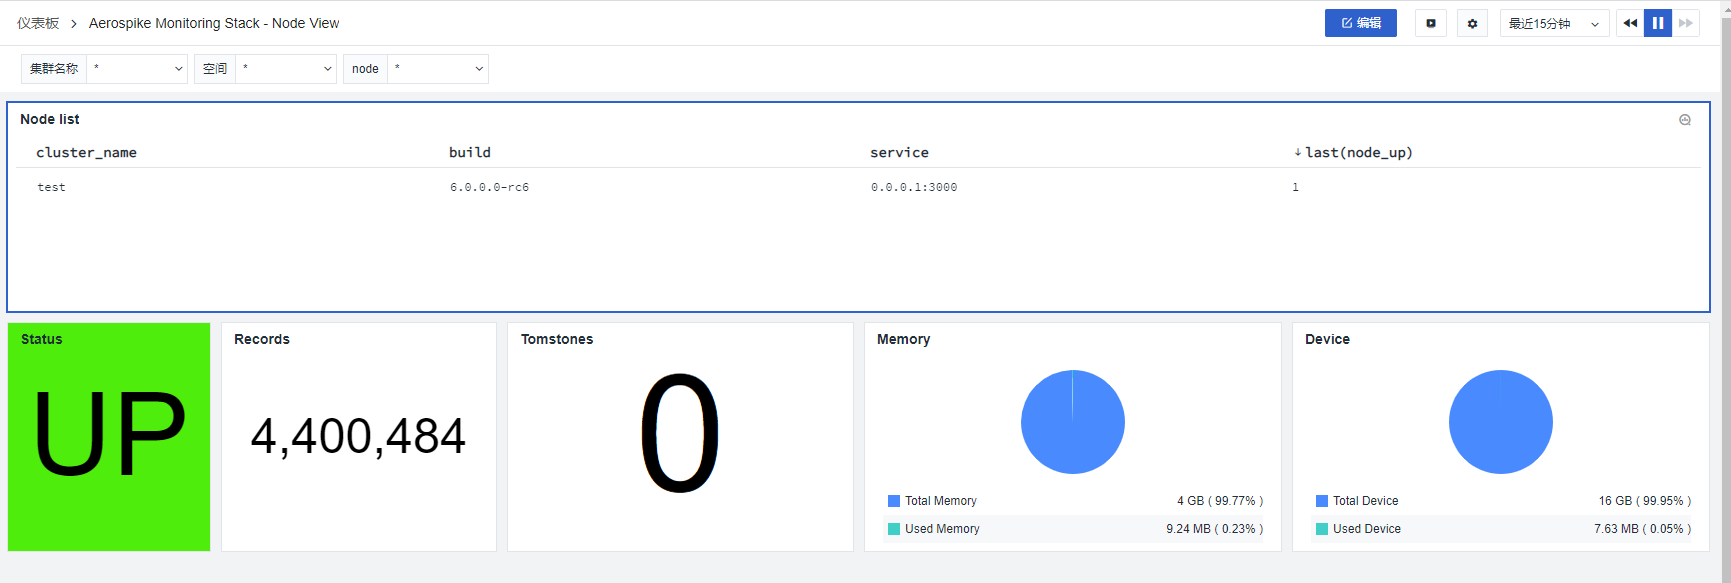 仪表板 > Aerospike Monitoring Stack - Node View 编辑 最近15分钟
集群名称 * 空间 * node *
Node list
cluster_name build service ↓last(node_up)
test 6.0.0.0-rc6 0.0.0.1:3000 1
Status
UP
Records
4,400,484
Tomstones
0
Memory
Total Memory 4 GB ( 99.77% )
Used Memory 9.24 MB ( 0.23% )
Device
Total Device 16 GB ( 99.95% )
Used Device 7.63 MB ( 0.05% )